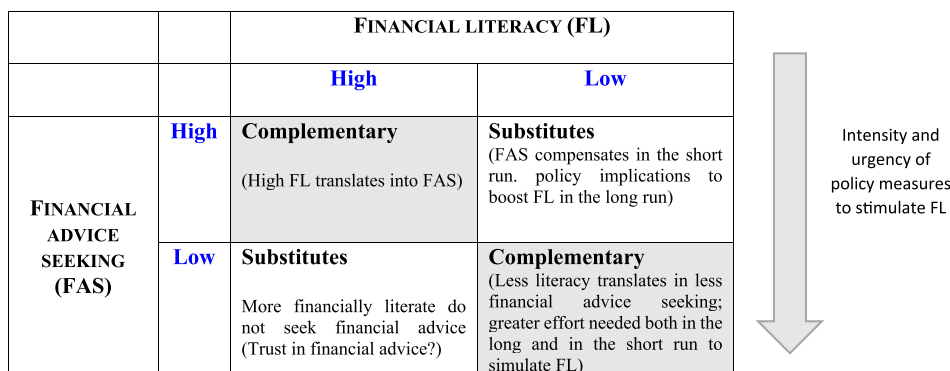 FINANCIAL LITERACY (FL)
High
Low
High
Complementary
(High FL translates into FAS)
Substitutes
(FAS compensates in the short
run. policy implications to
boost FL in the long run)
FINANCIAL
ADVICE
SEEKING
(FAS)
Low
Substitutes
More financially literate do
not seek financial advice
(Trust in financial advice?)
Complementary
(Less literacy translates in less
financial advice seeking;
greater effort needed both in the
long and in the short run to
simulate FL)
Intensity and
urgency of
policy measures
to stimulate FL